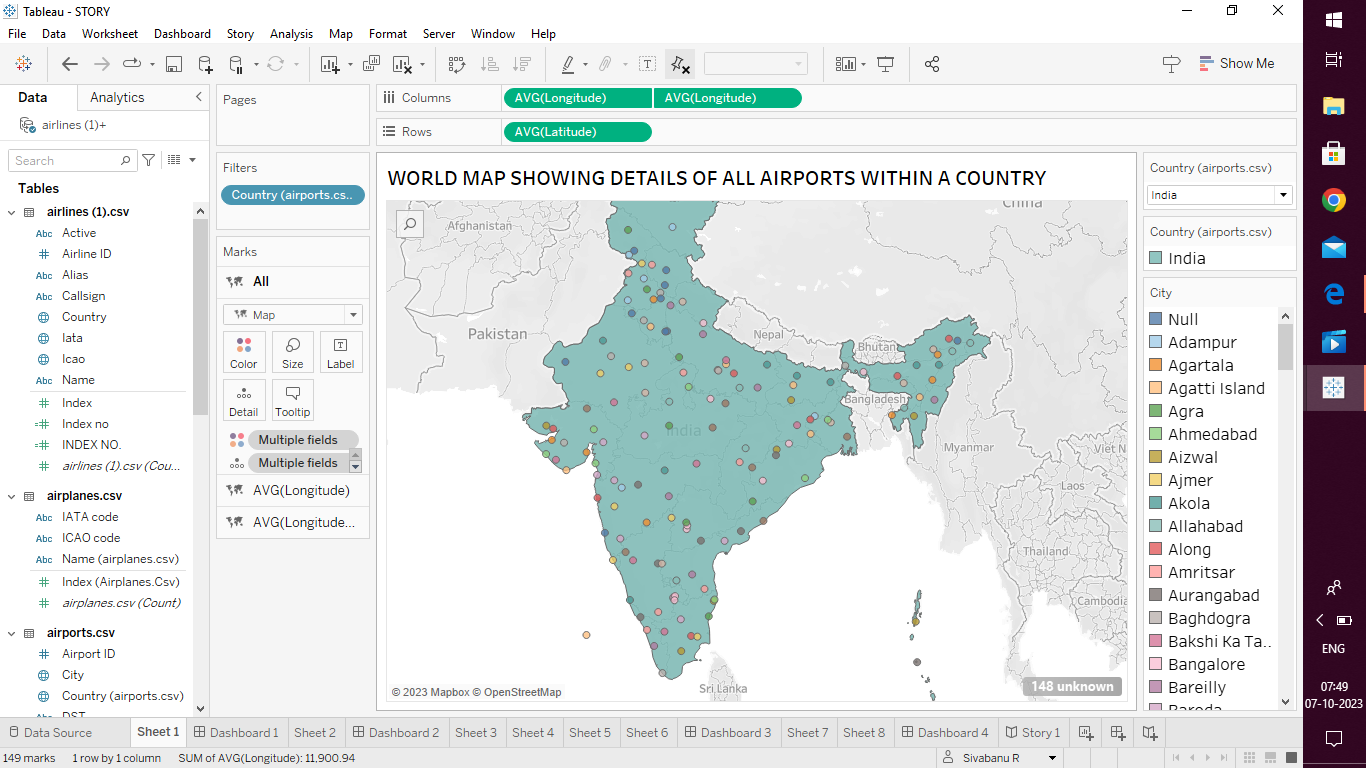 Tableau - STORY
File Data Worksheet Dashboard Story Analysis Map Format Server Window Help
Show Me
Data Analytics
airlines (1)+
Search
Tables
airlines (1).csv
Abc Active
Airline ID
Abc Alias
Abc Callsign
Country
Iata
Icao
Abc Name
Index
Index no
INDEX NO.
airlines (1).csv (Cou...
airplanes.csv
Abc IATA code
Abc ICAO code
Abc Name (airplanes.csv)
Index (Airplanes.Csv)
airplanes.csv (Count)
airports.csv
Airport ID
City
Country (airports.csv)
Pages
Filters
Country (airports.cs..
Marks
All
Map
Color Size Label
Detail Tooltip
Multiple fields
Multiple fields
AVG(Longitude)
AVG(Longitude...
Columns AVG(Longitude) AVG(Longitude)
Rows AVG(Latitude)
WORLD MAP SHOWING DETAILS OF ALL AIRPORTS WITHIN A COUNTRY
China
Afghanistan
Pakistan
Nepal
Bhutan
Bangladesh
India
Myanmar
Viet N
Laos
Thailand
Cambodia
Sri Lanka
148 unknown
© 2023 Mapbox © OpenStreetMap
Country (airports.csv)
India
Country (airports.csv)
India
City
Null
Adampur
Agartala
Agatti Island
Agra
Ahmedabad
Aizwal
Ajmer
Akola
Allahabad
Along
Amritsar
Aurangabad
Baghdogra
Bakshi Ka Ta..
Bangalore
Bareilly
Baroda
Data Source Sheet 1 Dashboard 1 Sheet 2 Dashboard 2 Sheet 3 Sheet 4 Sheet 5 Sheet 6 Dashboard 3 Sheet 7 Sheet 8 Dashboard 4 Story 1
149 marks 1 row by 1 column SUM of AVG(Longitude): 11,900.94 Sivabanu R
ENG
07:49
07-10-2023